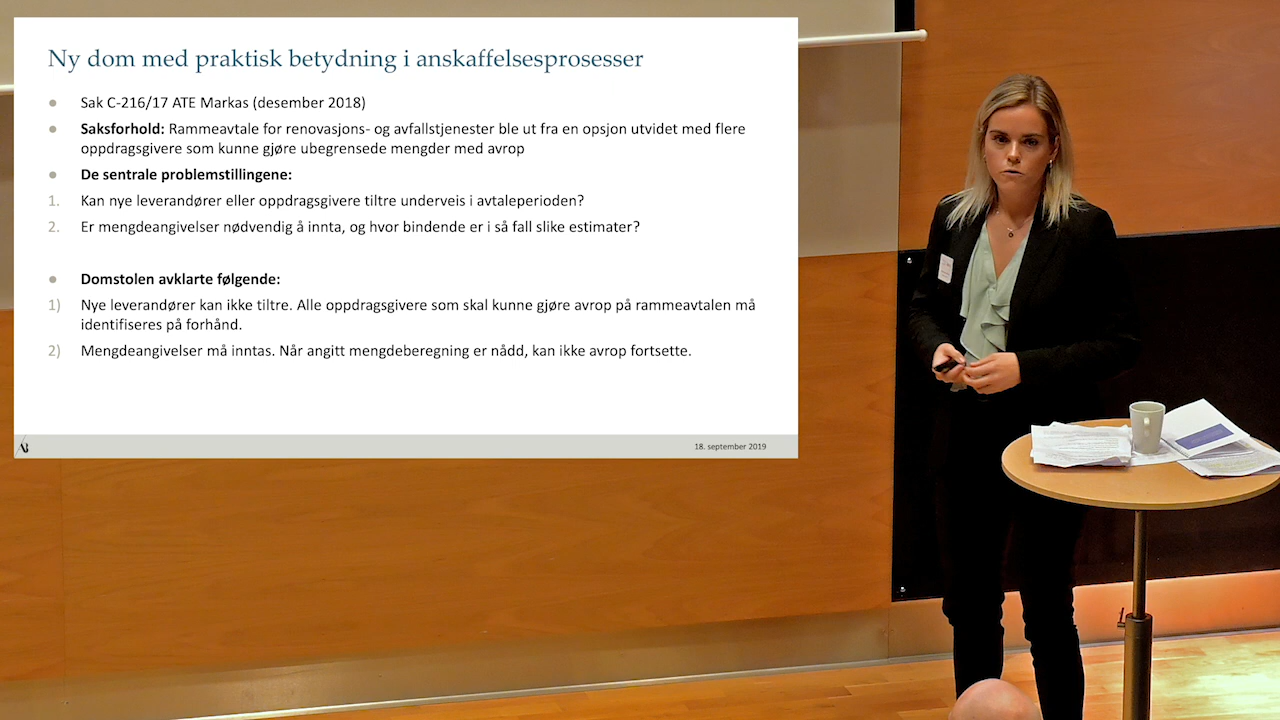 Ny dom med praktisk betydning i anskaffelsesprosesser
● Sak C-216/17 ATE Markas (desember 2018)
● Saksforhold: Rammeavtale for renovasjons- og avfallstjenester ble ut fra en opsjon utvidet med flere
oppdragsgivere som kunne gjøre ubegrensede mengder med avrop
● De sentrale problemstillingene:
1. Kan nye leverandører eller oppdragsgivere tiltre underveis i avtaleperioden?
2. Er mengdeangivelser nødvendig å innta, og hvor bindende er i så fall slike estimater?
● Domstolen avklarte følgende:
1) Nye leverandører kan ikke tiltre. Alle oppdragsgivere som skal kunne gjøre avrop på rammeavtalen må
identifiseres på forhånd.
2) Mengdeangivelser må inntas. Når angitt mengdeberegning er nådd, kan ikke avrop fortsette.
18. september 2019